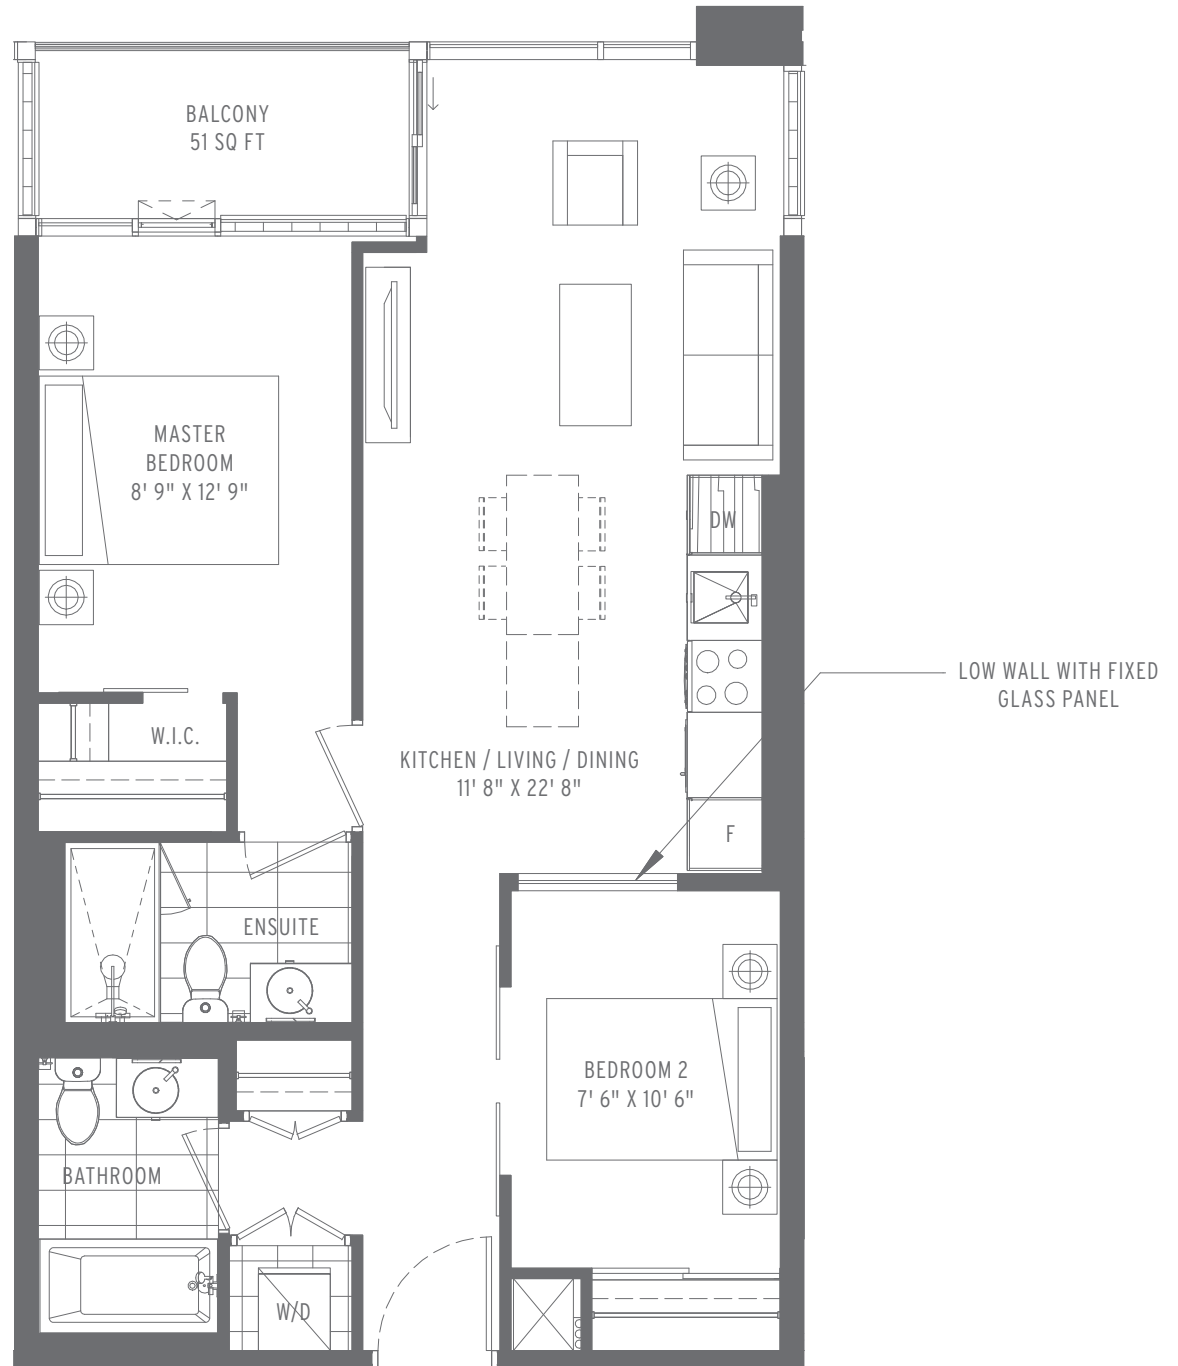 BALCONY
51 SQ FT
MASTER
BEDROOM
8' 9" X 12' 9"
DW
LOW WALL WITH FIXED
GLASS PANEL
W.I.C.
KITCHEN / LIVING / DINING
11' 8" X 22' 8"
F
ENSUITE
BEDROOM 2
7' 6" X 10' 6"
BATHROOM
W/D